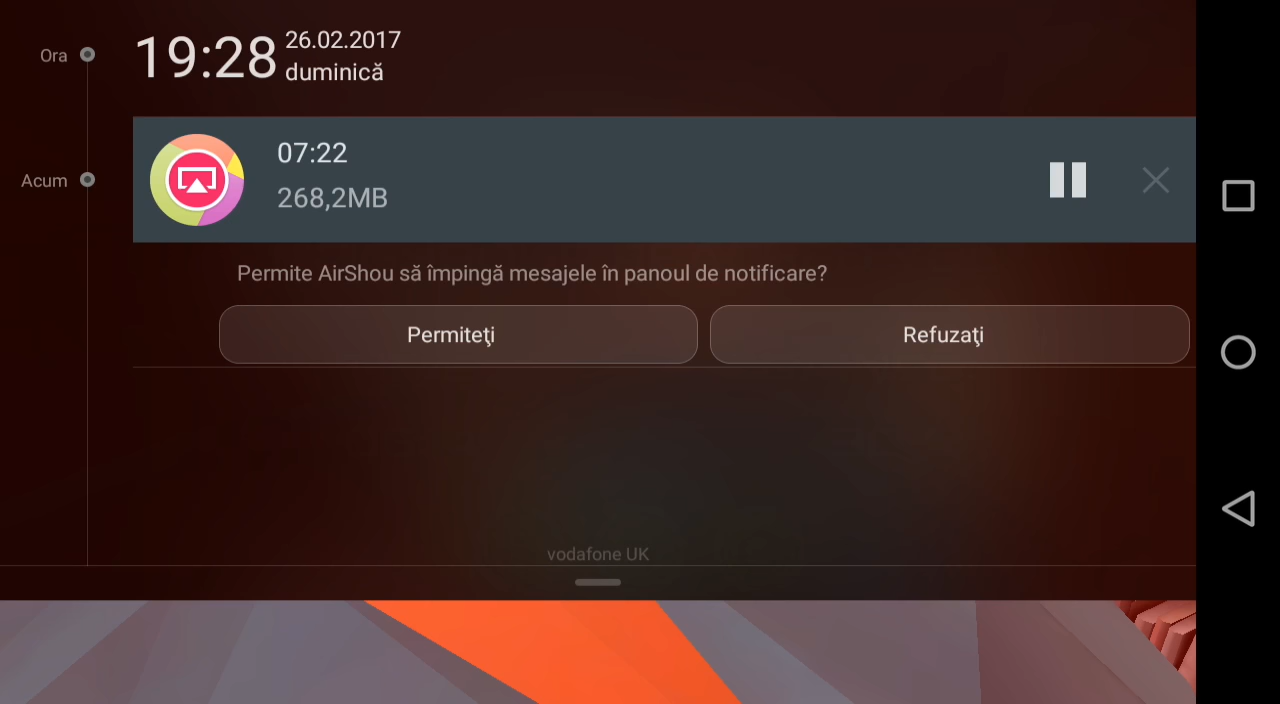 Ora
19:28
26.02.2017
duminică
Acum
07:22
268,2MB
Permite AirShou să împingă mesajele în panoul de notificare?
Permiteţi
Refuzaţi
vodafone UK